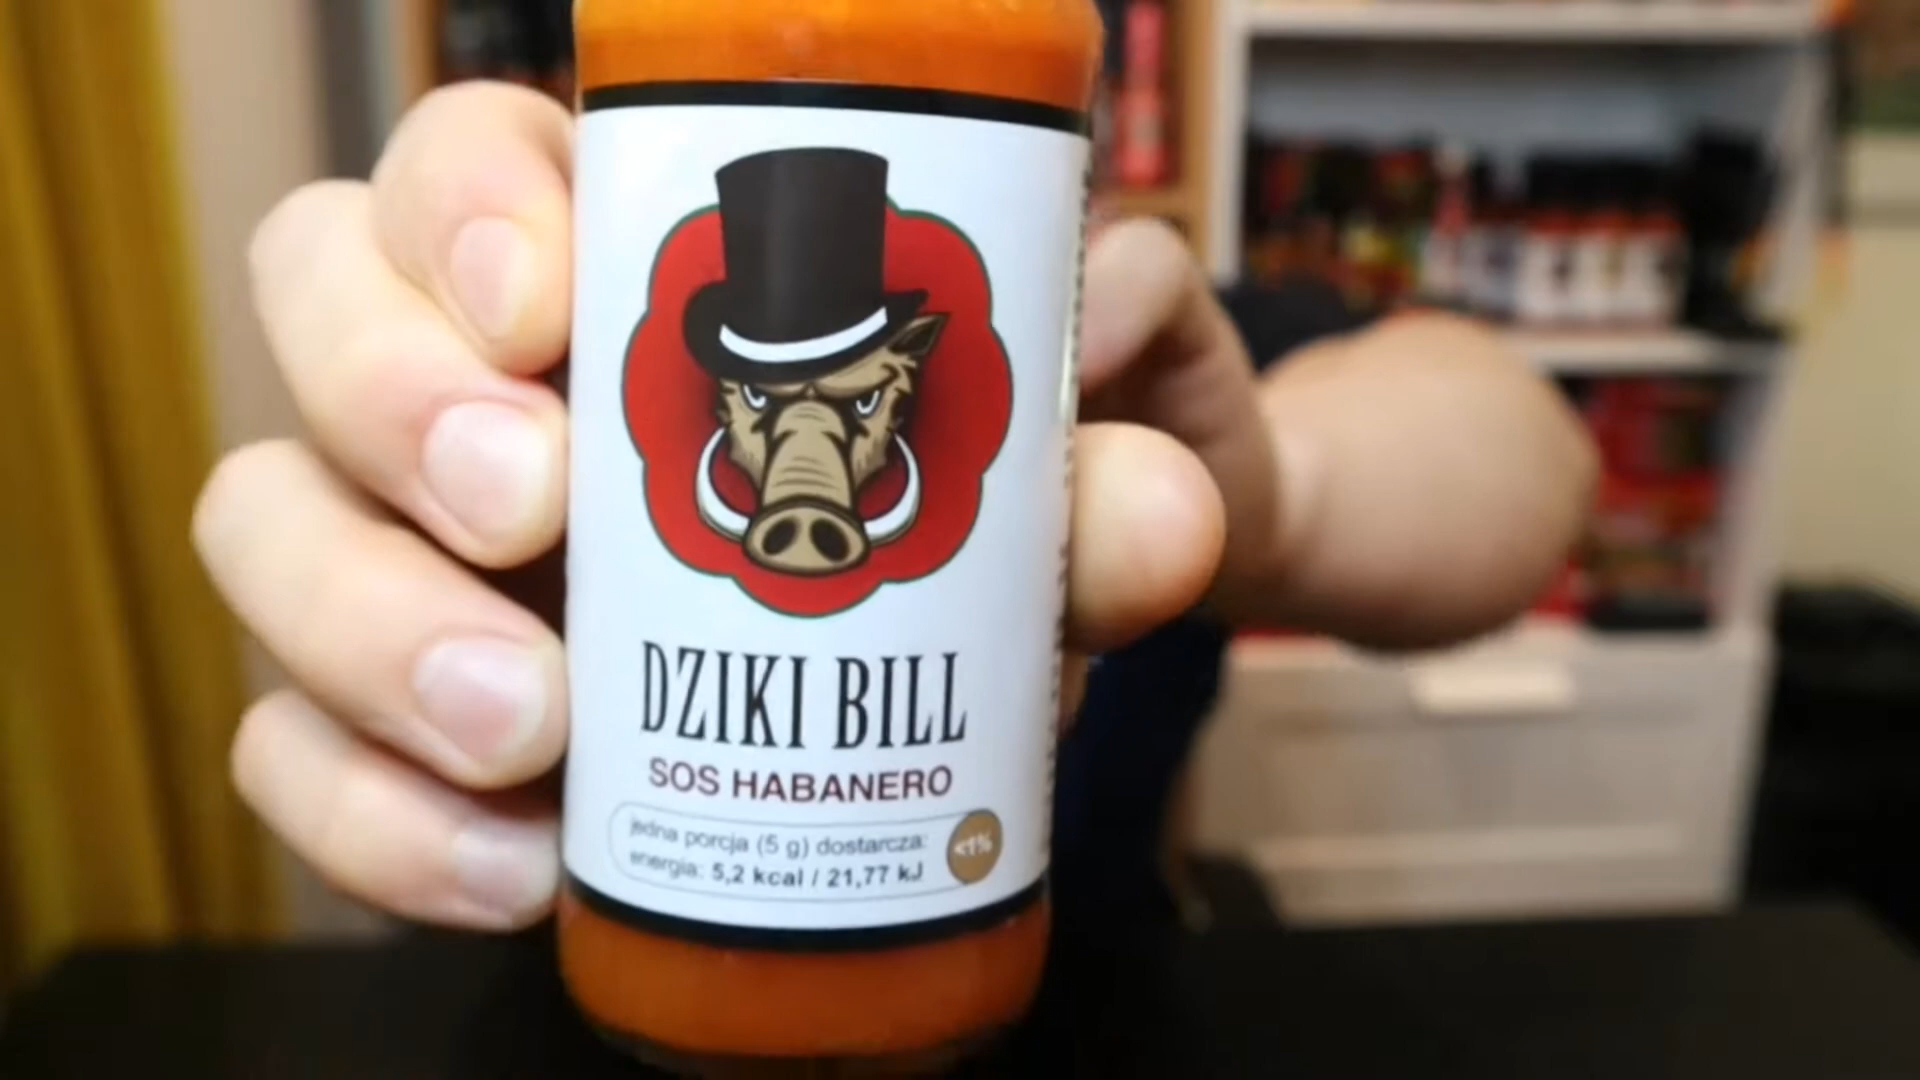 DZIKI BILL
SOS HABANERO
jedna porcja (5 g) dostarcza:
energia: 5,2 kcal / 21,77 kJ
<1%